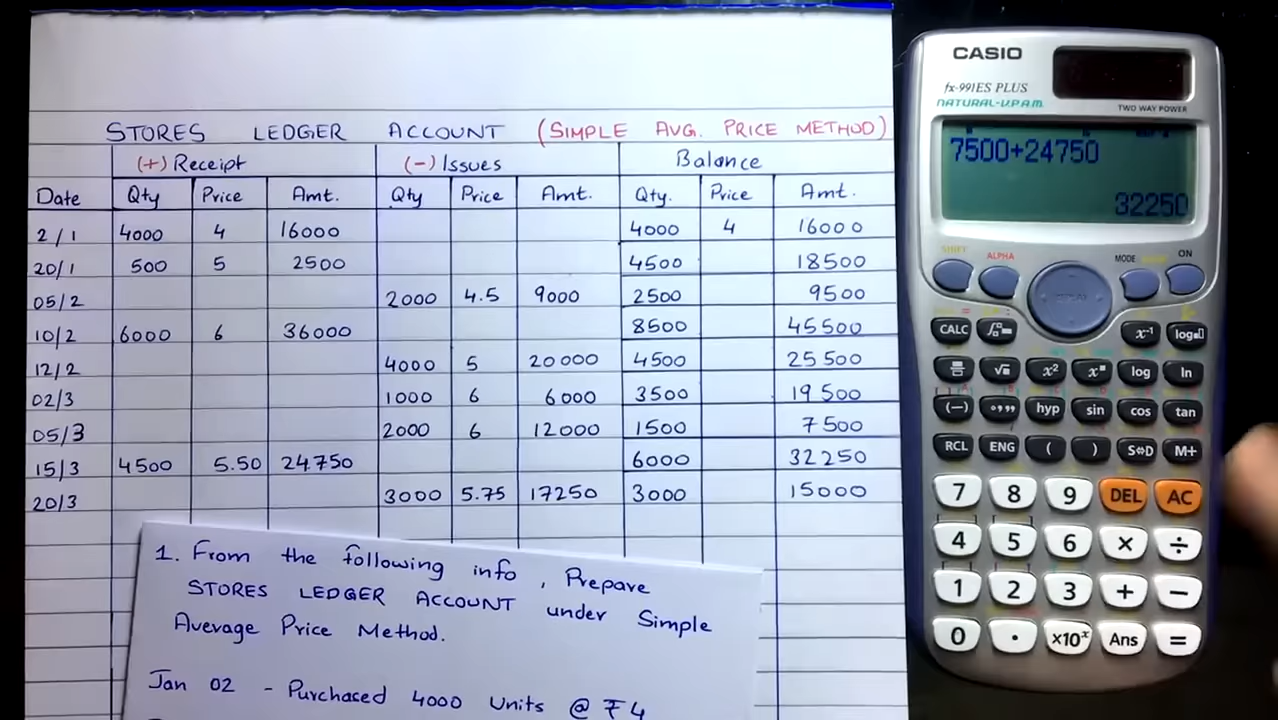 STORES LEDGER ACCOUNT (SIMPLE AVG. PRICE METHOD)
(+) Receipt (-) Issues Balance
Date Qty Price Amt. Qty Price Amt. Qty. Price Amt.
2/1 4000 4 16000 4000 4 16000
20/1 500 5 2500 4500 18500
05/2 2000 4.5 9000 2500 9500
10/2 6000 6 36000 8500 45500
12/2 4000 5 20000 4500 25500
02/3 1000 6 6000 3500 19500
05/3 2000 6 12000 1500 7500
15/3 4500 5.50 24750 6000 32250
20/3 3000 5.75 17250 3000 15000
1. From the following info, Prepare
STORES LEDGER ACCOUNT under Simple
Average Price Method.
Jan 02 - Purchased 4000 Units @ ₹4
CASIO
fx-991ES PLUS
NATURAL-V.P.A.M.
TWO WAY POWER
7500+24750
32250
SHIFT ALPHA MODE ON
REPLAY
CALC x⁻¹ log
x² log ln
(-) hyp sin cos tan
RCL ENG ( ) S⇔D M+
7 8 9 DEL AC
4 5 6 × ÷
1 2 3 + −
0 . ×10ˣ Ans =